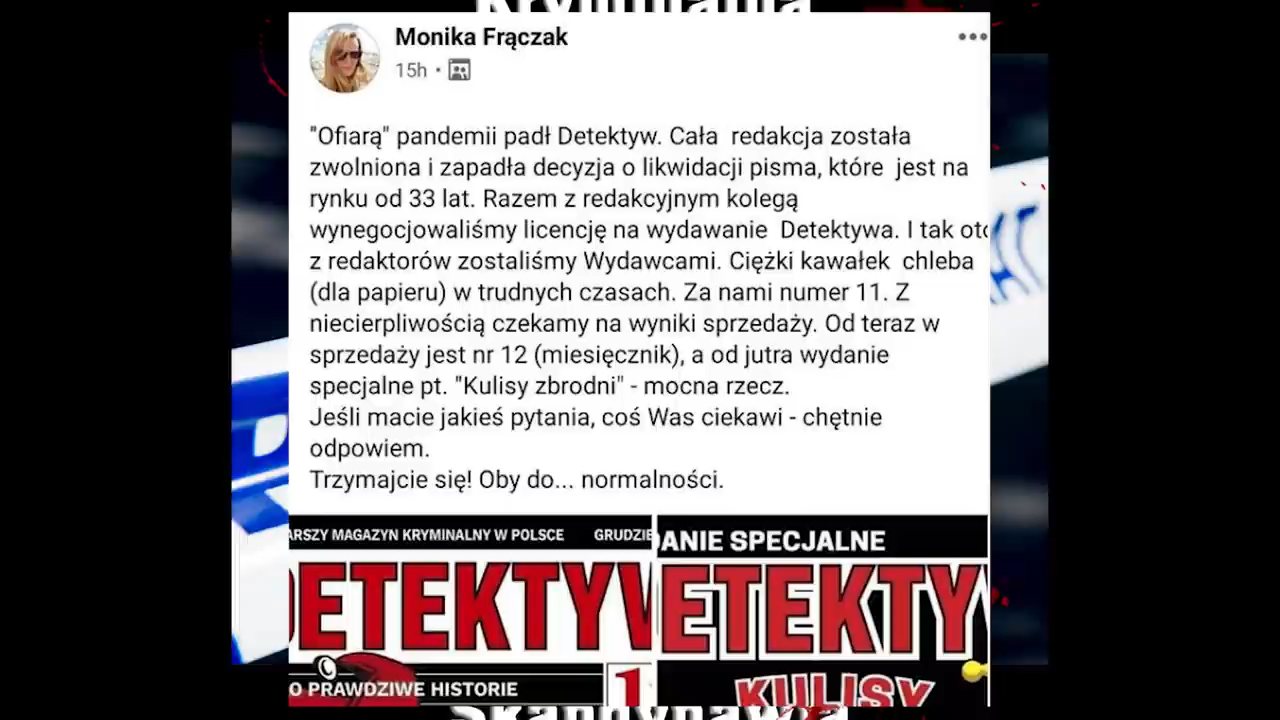 Kryminalna
Monika Frączak
15h
"Ofiarą" pandemii padł Detektyw. Cała redakcja została
zwolniona i zapadła decyzja o likwidacji pisma, które jest na
rynku od 33 lat. Razem z redakcyjnym kolegą
wynegocjowaliśmy licencję na wydawanie Detektywa. I tak oto
z redaktorów zostaliśmy Wydawcami. Ciężki kawałek chleba
(dla papieru) w trudnych czasach. Za nami numer 11. Z
niecierpliwością czekamy na wyniki sprzedaży. Od teraz w
sprzedaży jest nr 12 (miesięcznik), a od jutra wydanie
specjalne pt. "Kulisy zbrodni" - mocna rzecz.
Jeśli macie jakieś pytania, coś Was ciekawi - chętnie
odpowiem.
Trzymajcie się! Oby do... normalności.
ARSZY MAGAZYN KRYMINALNY W POLSCE GRUDZIE
DETEKTYW
O PRAWDZIWE HISTORIE
1
DANIE SPECJALNE
ETEKTYW
KULISY